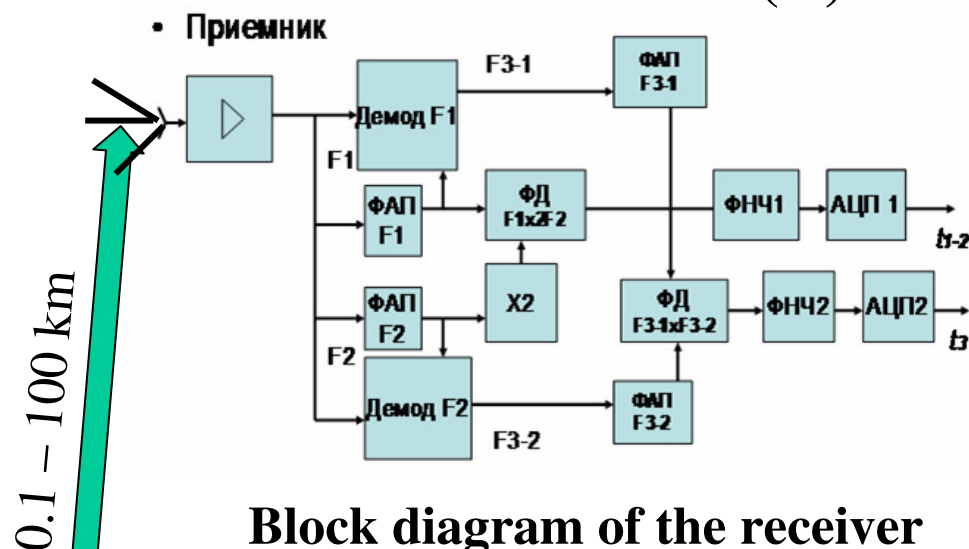 • Приемник
F3-1
ФАП
F3-1
Демод F1
F1
ФАП
F1
ФД
F1x2F2
ФНЧ1
АЦП 1
t1-2
ФАП
F2
X2
ФД
F3-1xF3-2
ФНЧ2
АЦП2
t3
F2
Демод F2
F3-2
ФАП
F3-2
0.1 – 100 km
Block diagram of the receiver